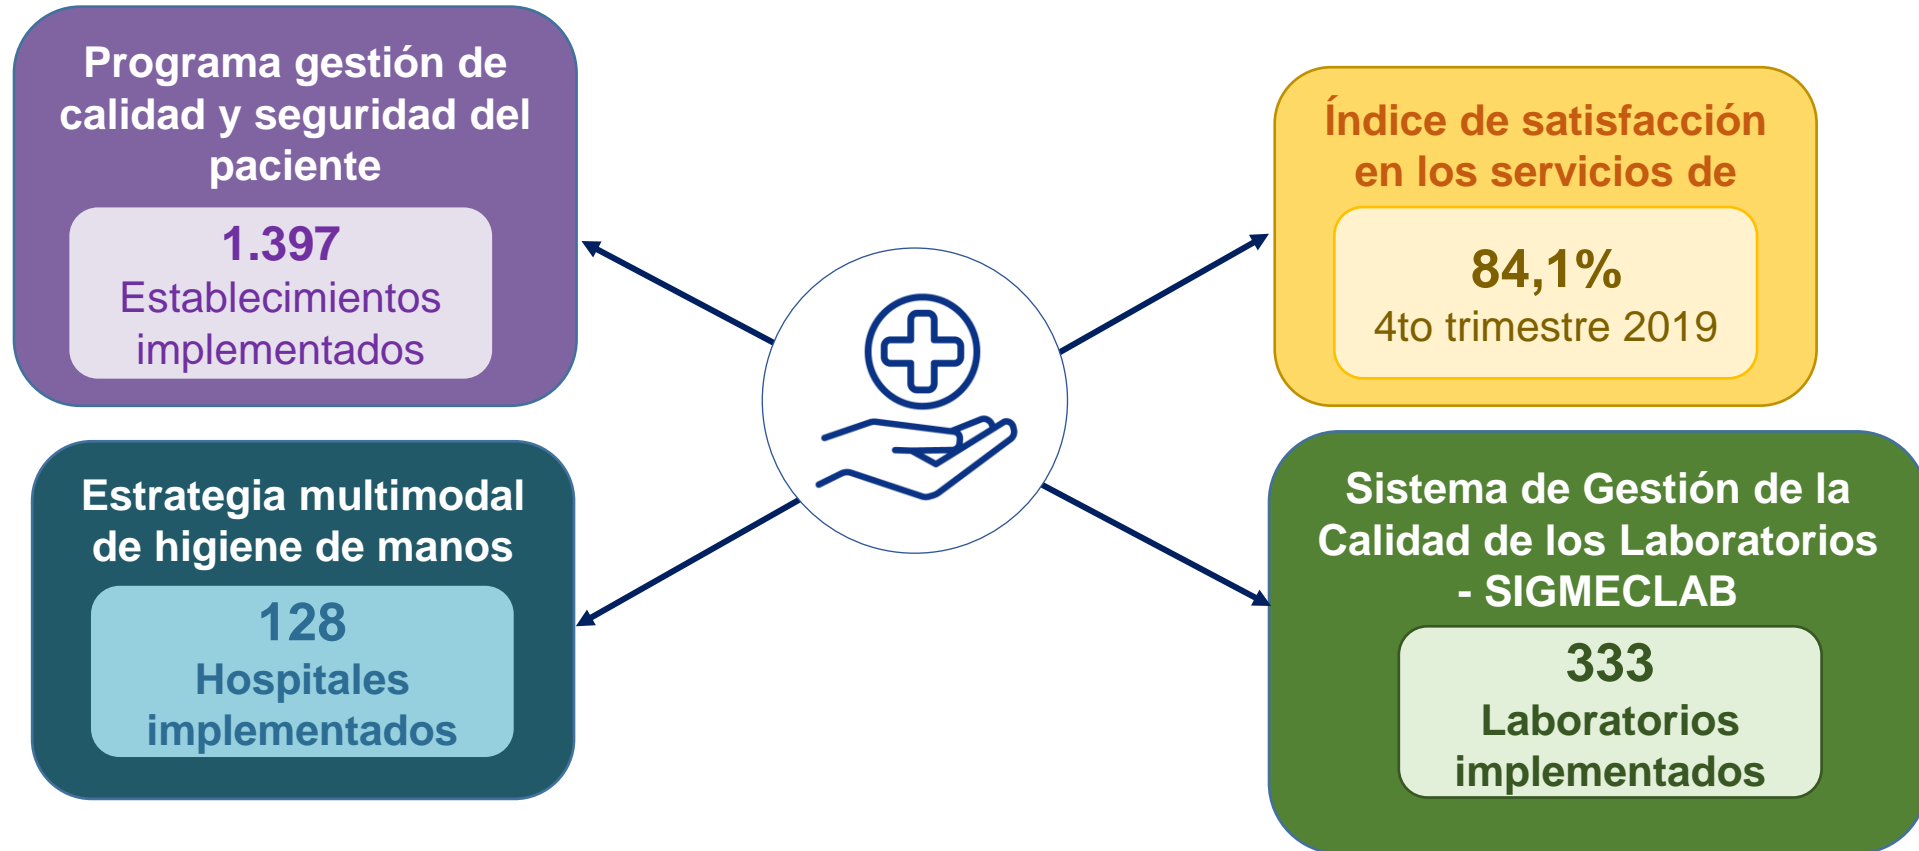 Programa gestión de
calidad y seguridad del
paciente
1.397
Establecimientos
implementados
Índice de satisfacción
en los servicios de
84,1%
4to trimestre 2019
Estrategia multimodal
de higiene de manos
128
Hospitales
implementados
Sistema de Gestión de la
Calidad de los Laboratorios
- SIGMECLAB
333
Laboratorios
implementados